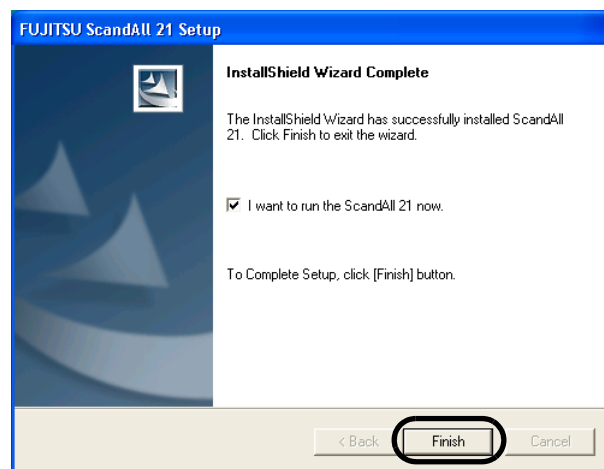 FUJITSU ScandAll 21 Setup
InstallShield Wizard Complete
The InstallShield Wizard has successfully installed ScandAll
21. Click Finish to exit the wizard.
I want to run the ScandAll 21 now.
To Complete Setup, click [Finish] button.
< Back Finish Cancel